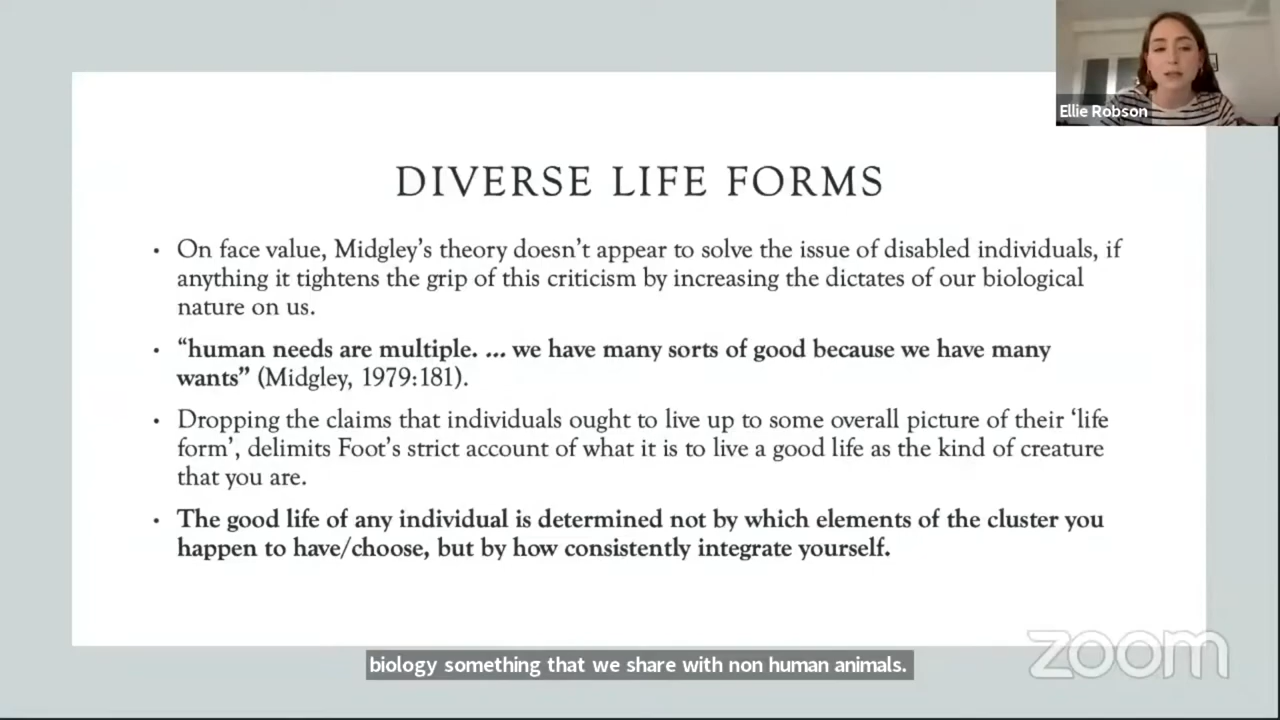 Ellie Robson
DIVERSE LIFE FORMS
• On face value, Midgley's theory doesn't appear to solve the issue of disabled individuals, if
anything it tightens the grip of this criticism by increasing the dictates of our biological
nature on us.
• “human needs are multiple. ... we have many sorts of good because we have many
wants” (Midgley, 1979:181).
• Dropping the claims that individuals ought to live up to some overall picture of their ‘life
form’, delimits Foot's strict account of what it is to live a good life as the kind of creature
that you are.
• The good life of any individual is determined not by which elements of the cluster you
happen to have/choose, but by how consistently integrate yourself.
zoom
biology something that we share with non human animals.